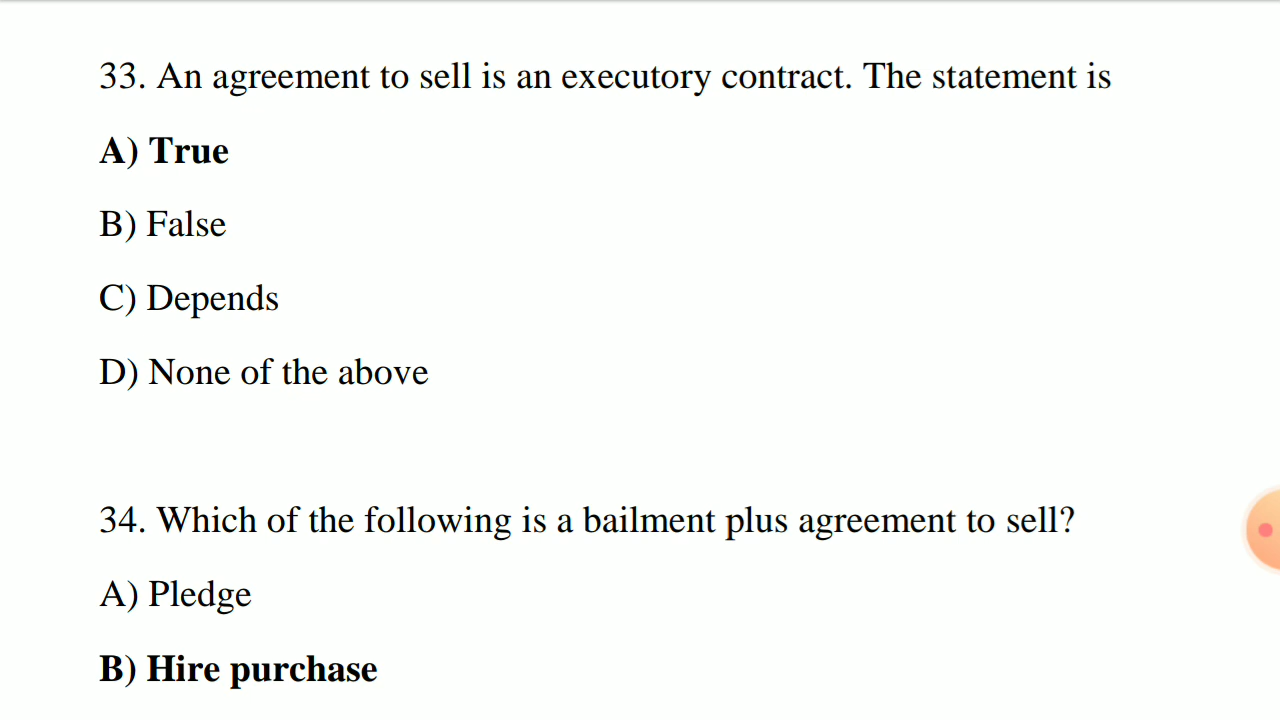 33. An agreement to sell is an executory contract. The statement is
A) True
B) False
C) Depends
D) None of the above
34. Which of the following is a bailment plus agreement to sell?
A) Pledge
B) Hire purchase